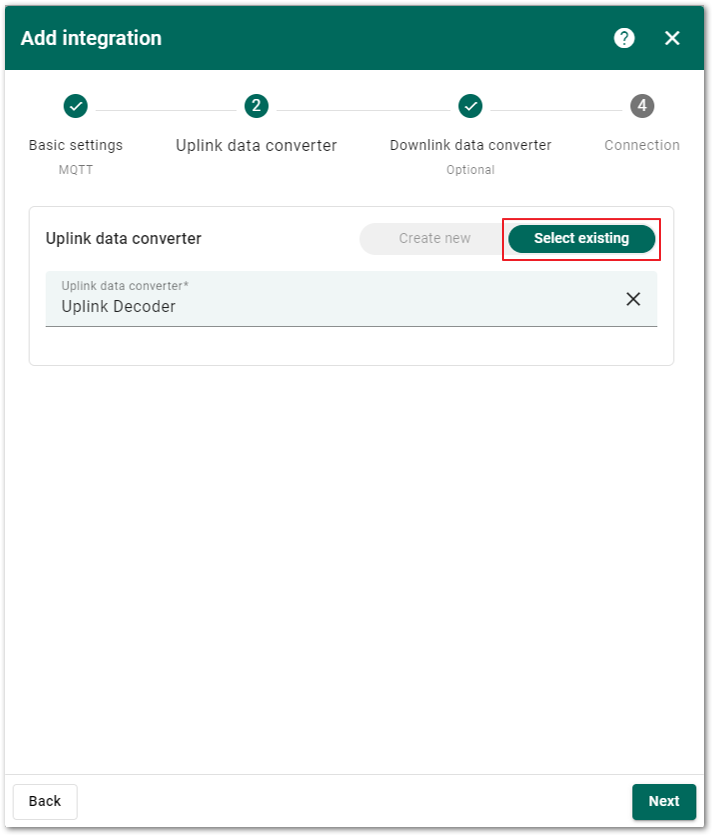 Add integration ?
2 4
Basic settings Uplink data converter Downlink data converter Connection
MQTT Optional
Uplink data converter Create new Select existing
Uplink data converter*
Uplink Decoder
Back Next